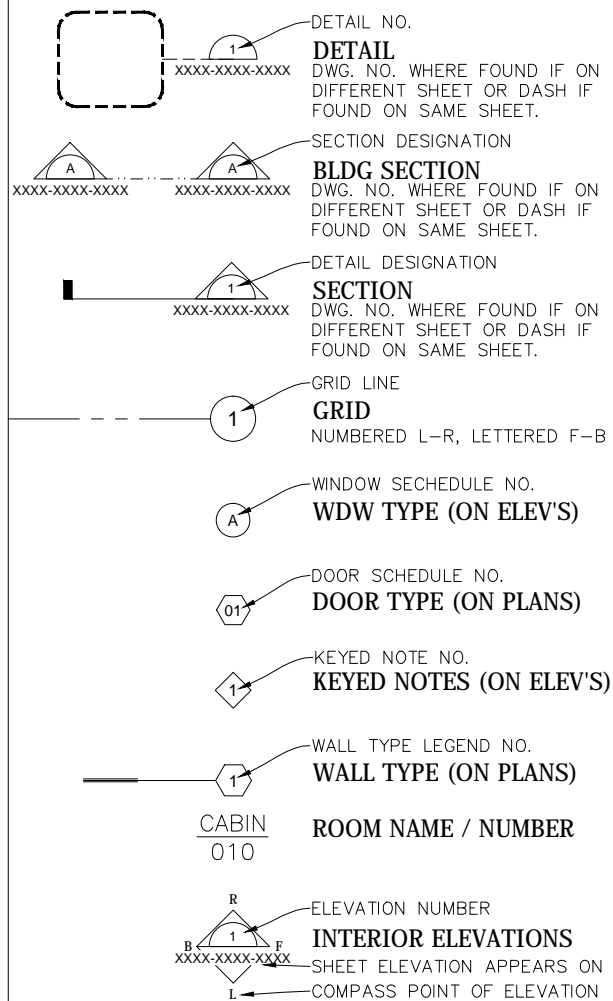 DETAIL NO.
1
DETAIL
XXXX-XXXX-XXXX
DWG. NO. WHERE FOUND IF ON
DIFFERENT SHEET OR DASH IF
FOUND ON SAME SHEET.
SECTION DESIGNATION
A
A
BLDG SECTION
XXXX-XXXX-XXXX
XXXX-XXXX-XXXX
DWG. NO. WHERE FOUND IF ON
DIFFERENT SHEET OR DASH IF
FOUND ON SAME SHEET.
DETAIL DESIGNATION
1
SECTION
XXXX-XXXX-XXXX
DWG. NO. WHERE FOUND IF ON
DIFFERENT SHEET OR DASH IF
FOUND ON SAME SHEET.
GRID LINE
1
GRID
NUMBERED L-R, LETTERED F-B
WINDOW SECHEDULE NO.
A
WDW TYPE (ON ELEV'S)
DOOR SCHEDULE NO.
01
DOOR TYPE (ON PLANS)
KEYED NOTE NO.
1
KEYED NOTES (ON ELEV'S)
WALL TYPE LEGEND NO.
1
WALL TYPE (ON PLANS)
CABIN
010
ROOM NAME / NUMBER
R
ELEVATION NUMBER
1
B
F
INTERIOR ELEVATIONS
XXXX-XXXX-XXXX
SHEET ELEVATION APPEARS ON
L
COMPASS POINT OF ELEVATION